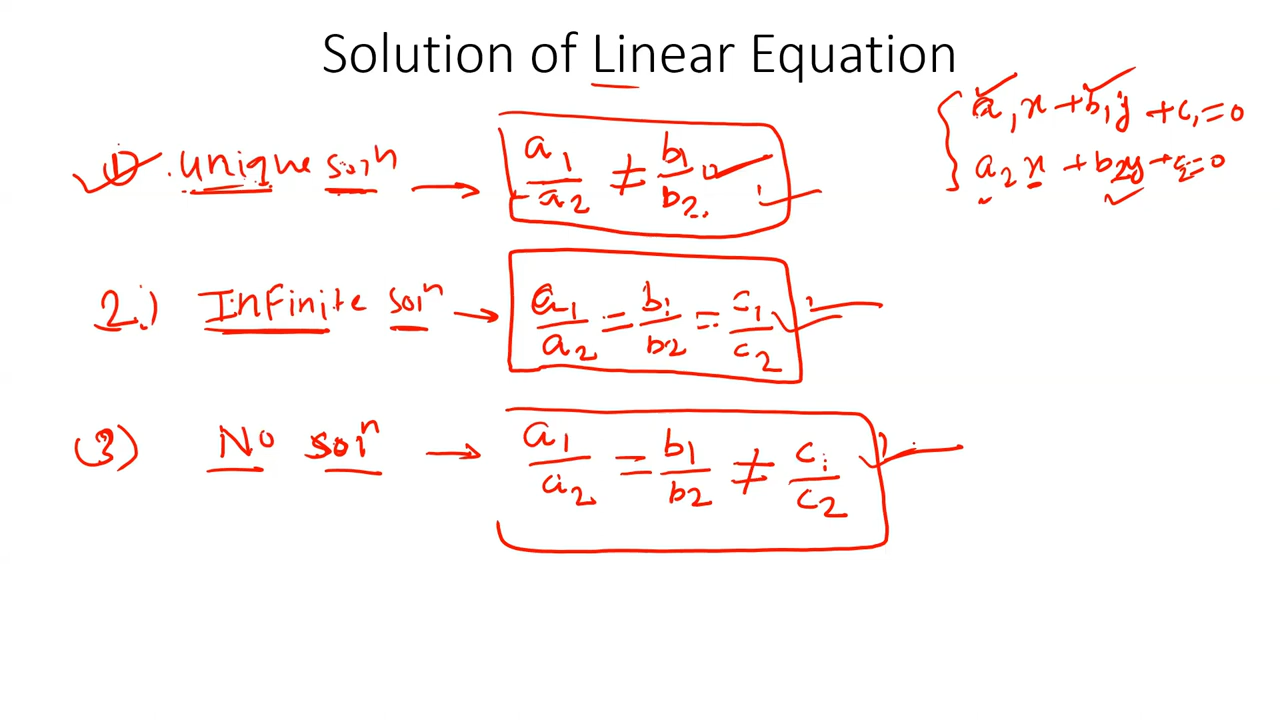 Solution of Linear Equation
a₁x + b₁y + c₁ = 0
a₂x + b₂y + c₂ = 0
① unique solⁿ → a₁/a₂ ≠ b₁/b₂
2.) Infinite solⁿ → a₁/a₂ = b₁/b₂ = c₁/c₂
(3) No solⁿ → a₁/a₂ = b₁/b₂ ≠ c₁/c₂